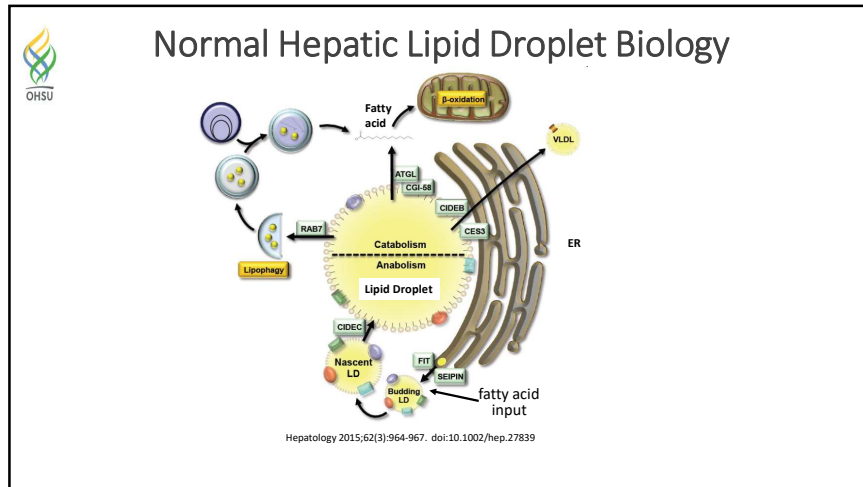 Normal Hepatic Lipid Droplet Biology
OHSU
Fatty
acid
β-oxidation
VLDL
ATGL
CGI-58
CIDEB
CES3
RAB7
Catabolism
Anabolism
ER
Lipophagy
Lipid Droplet
CIDEC
Nascent
LD
FIT
SEIPIN
Budding
LD
fatty acid
input
Hepatology 2015;62(3):964-967. doi:10.1002/hep.27839